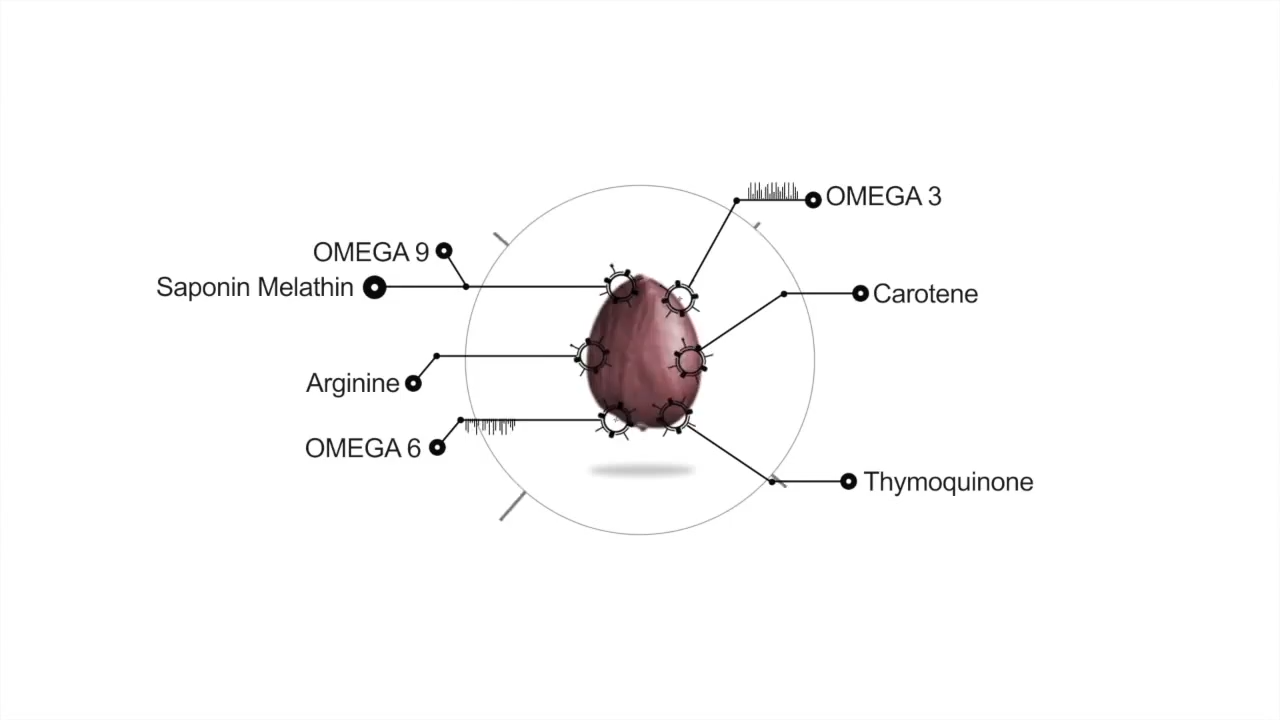 OMEGA 3
OMEGA 9
Saponin Melathin
Carotene
Arginine
OMEGA 6
Thymoquinone